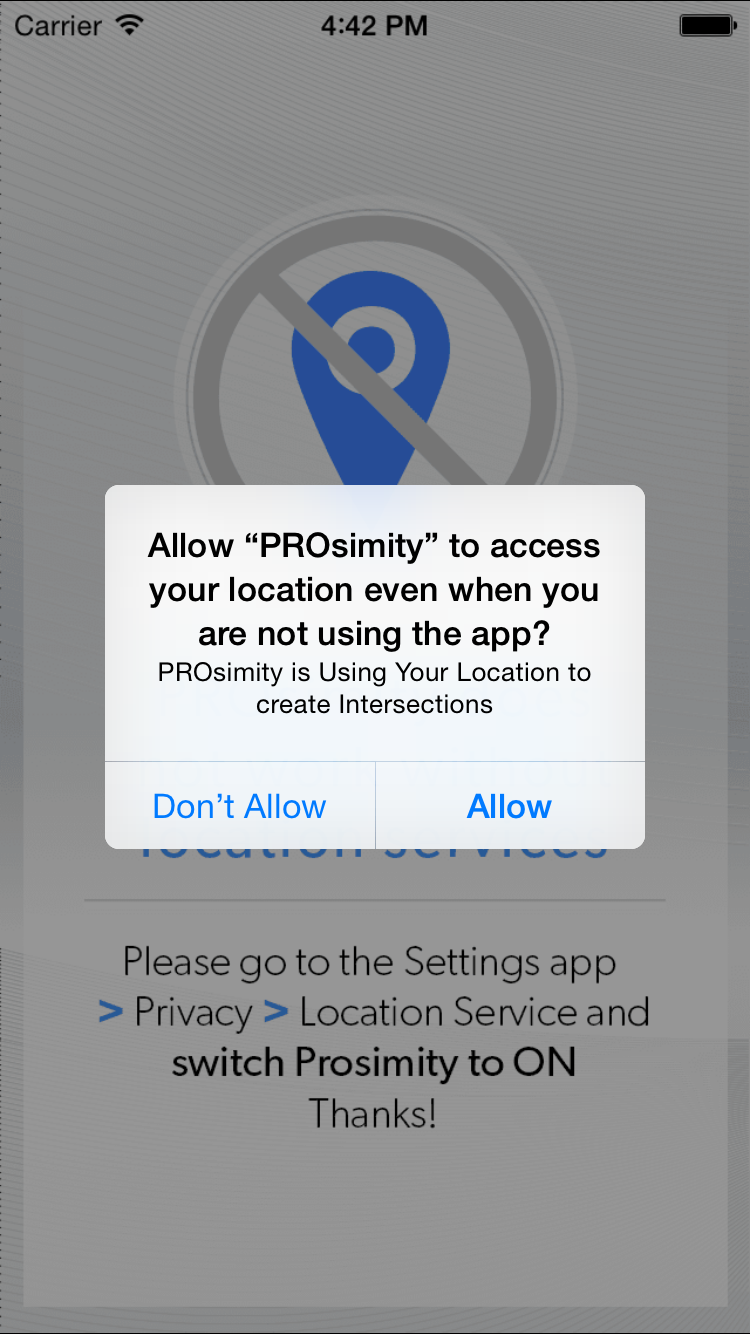 Carrier
4:42 PM
Allow “PROsimity” to access
your location even when you
are not using the app?
PROsimity is Using Your Location to
create Intersections
Don’t Allow
Allow
location services
Please go to the Settings app
> Privacy > Location Service and
switch Prosimity to ON
Thanks!